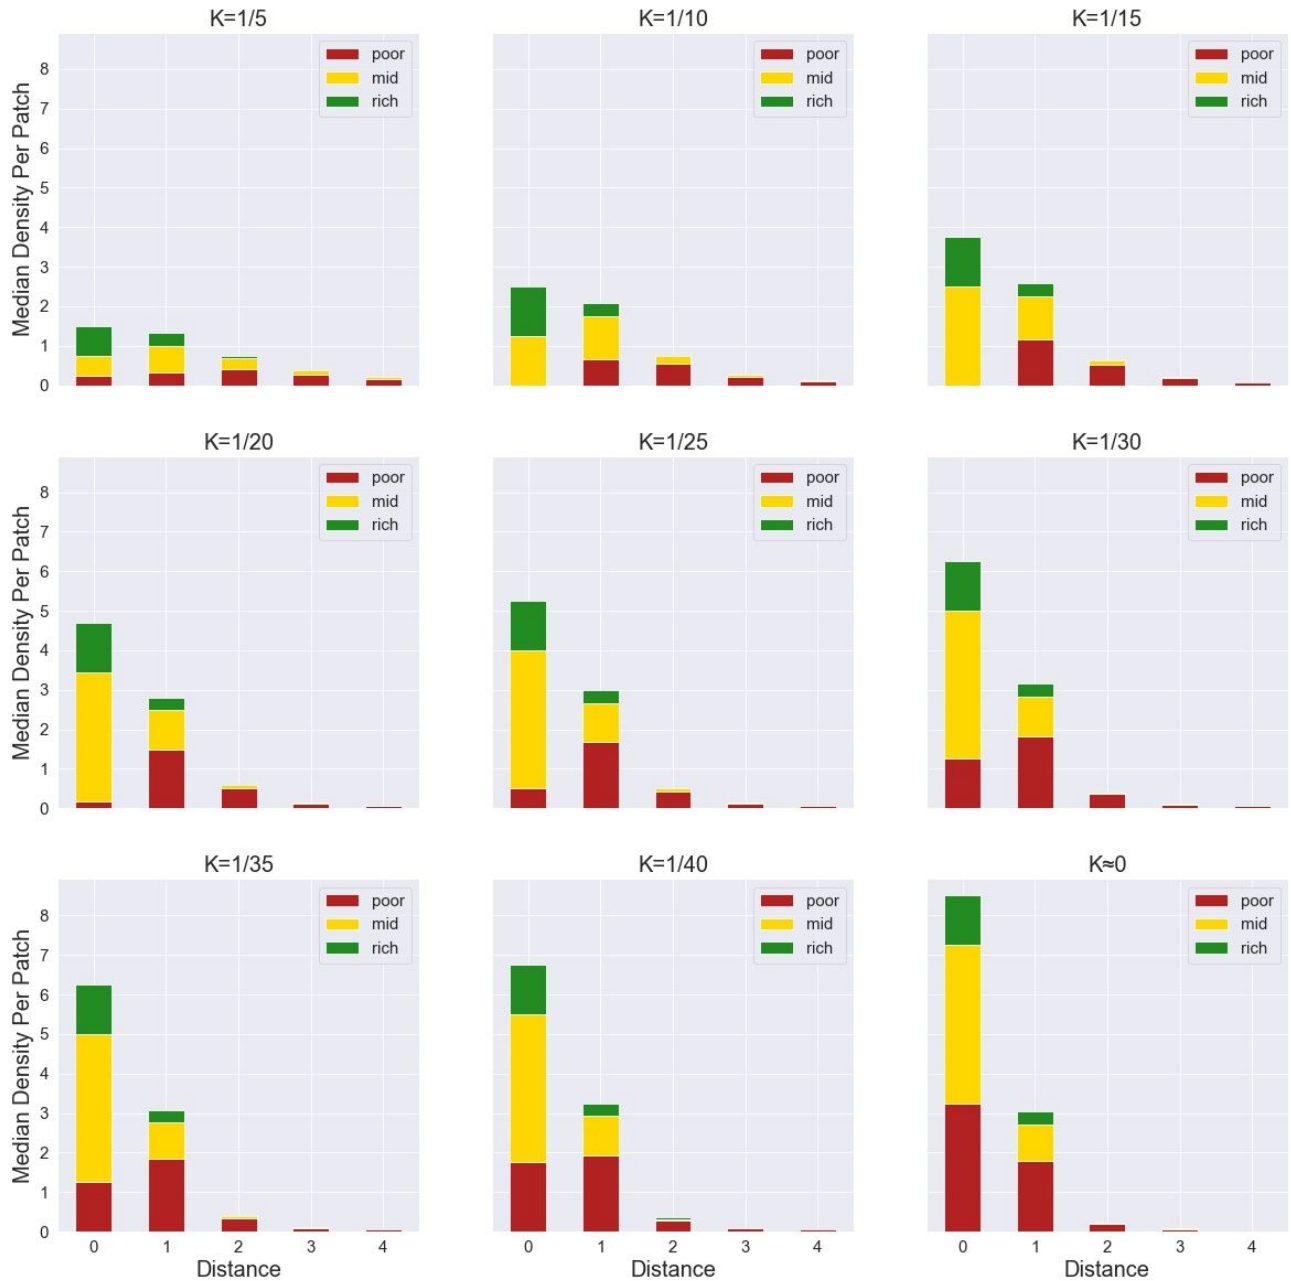 K=1/5
K=1/10
K=1/15
Median Density Per Patch
8
7
6
5
4
3
2
1
0
poor
mid
rich
poor
mid
rich
poor
mid
rich
K=1/20
K=1/25
K=1/30
Median Density Per Patch
8
7
6
5
4
3
2
1
0
poor
mid
rich
poor
mid
rich
poor
mid
rich
K=1/35
K=1/40
K≈0
Median Density Per Patch
8
7
6
5
4
3
2
1
0
poor
mid
rich
poor
mid
rich
poor
mid
rich
0 1 2 3 4
0 1 2 3 4
0 1 2 3 4
Distance
Distance
Distance